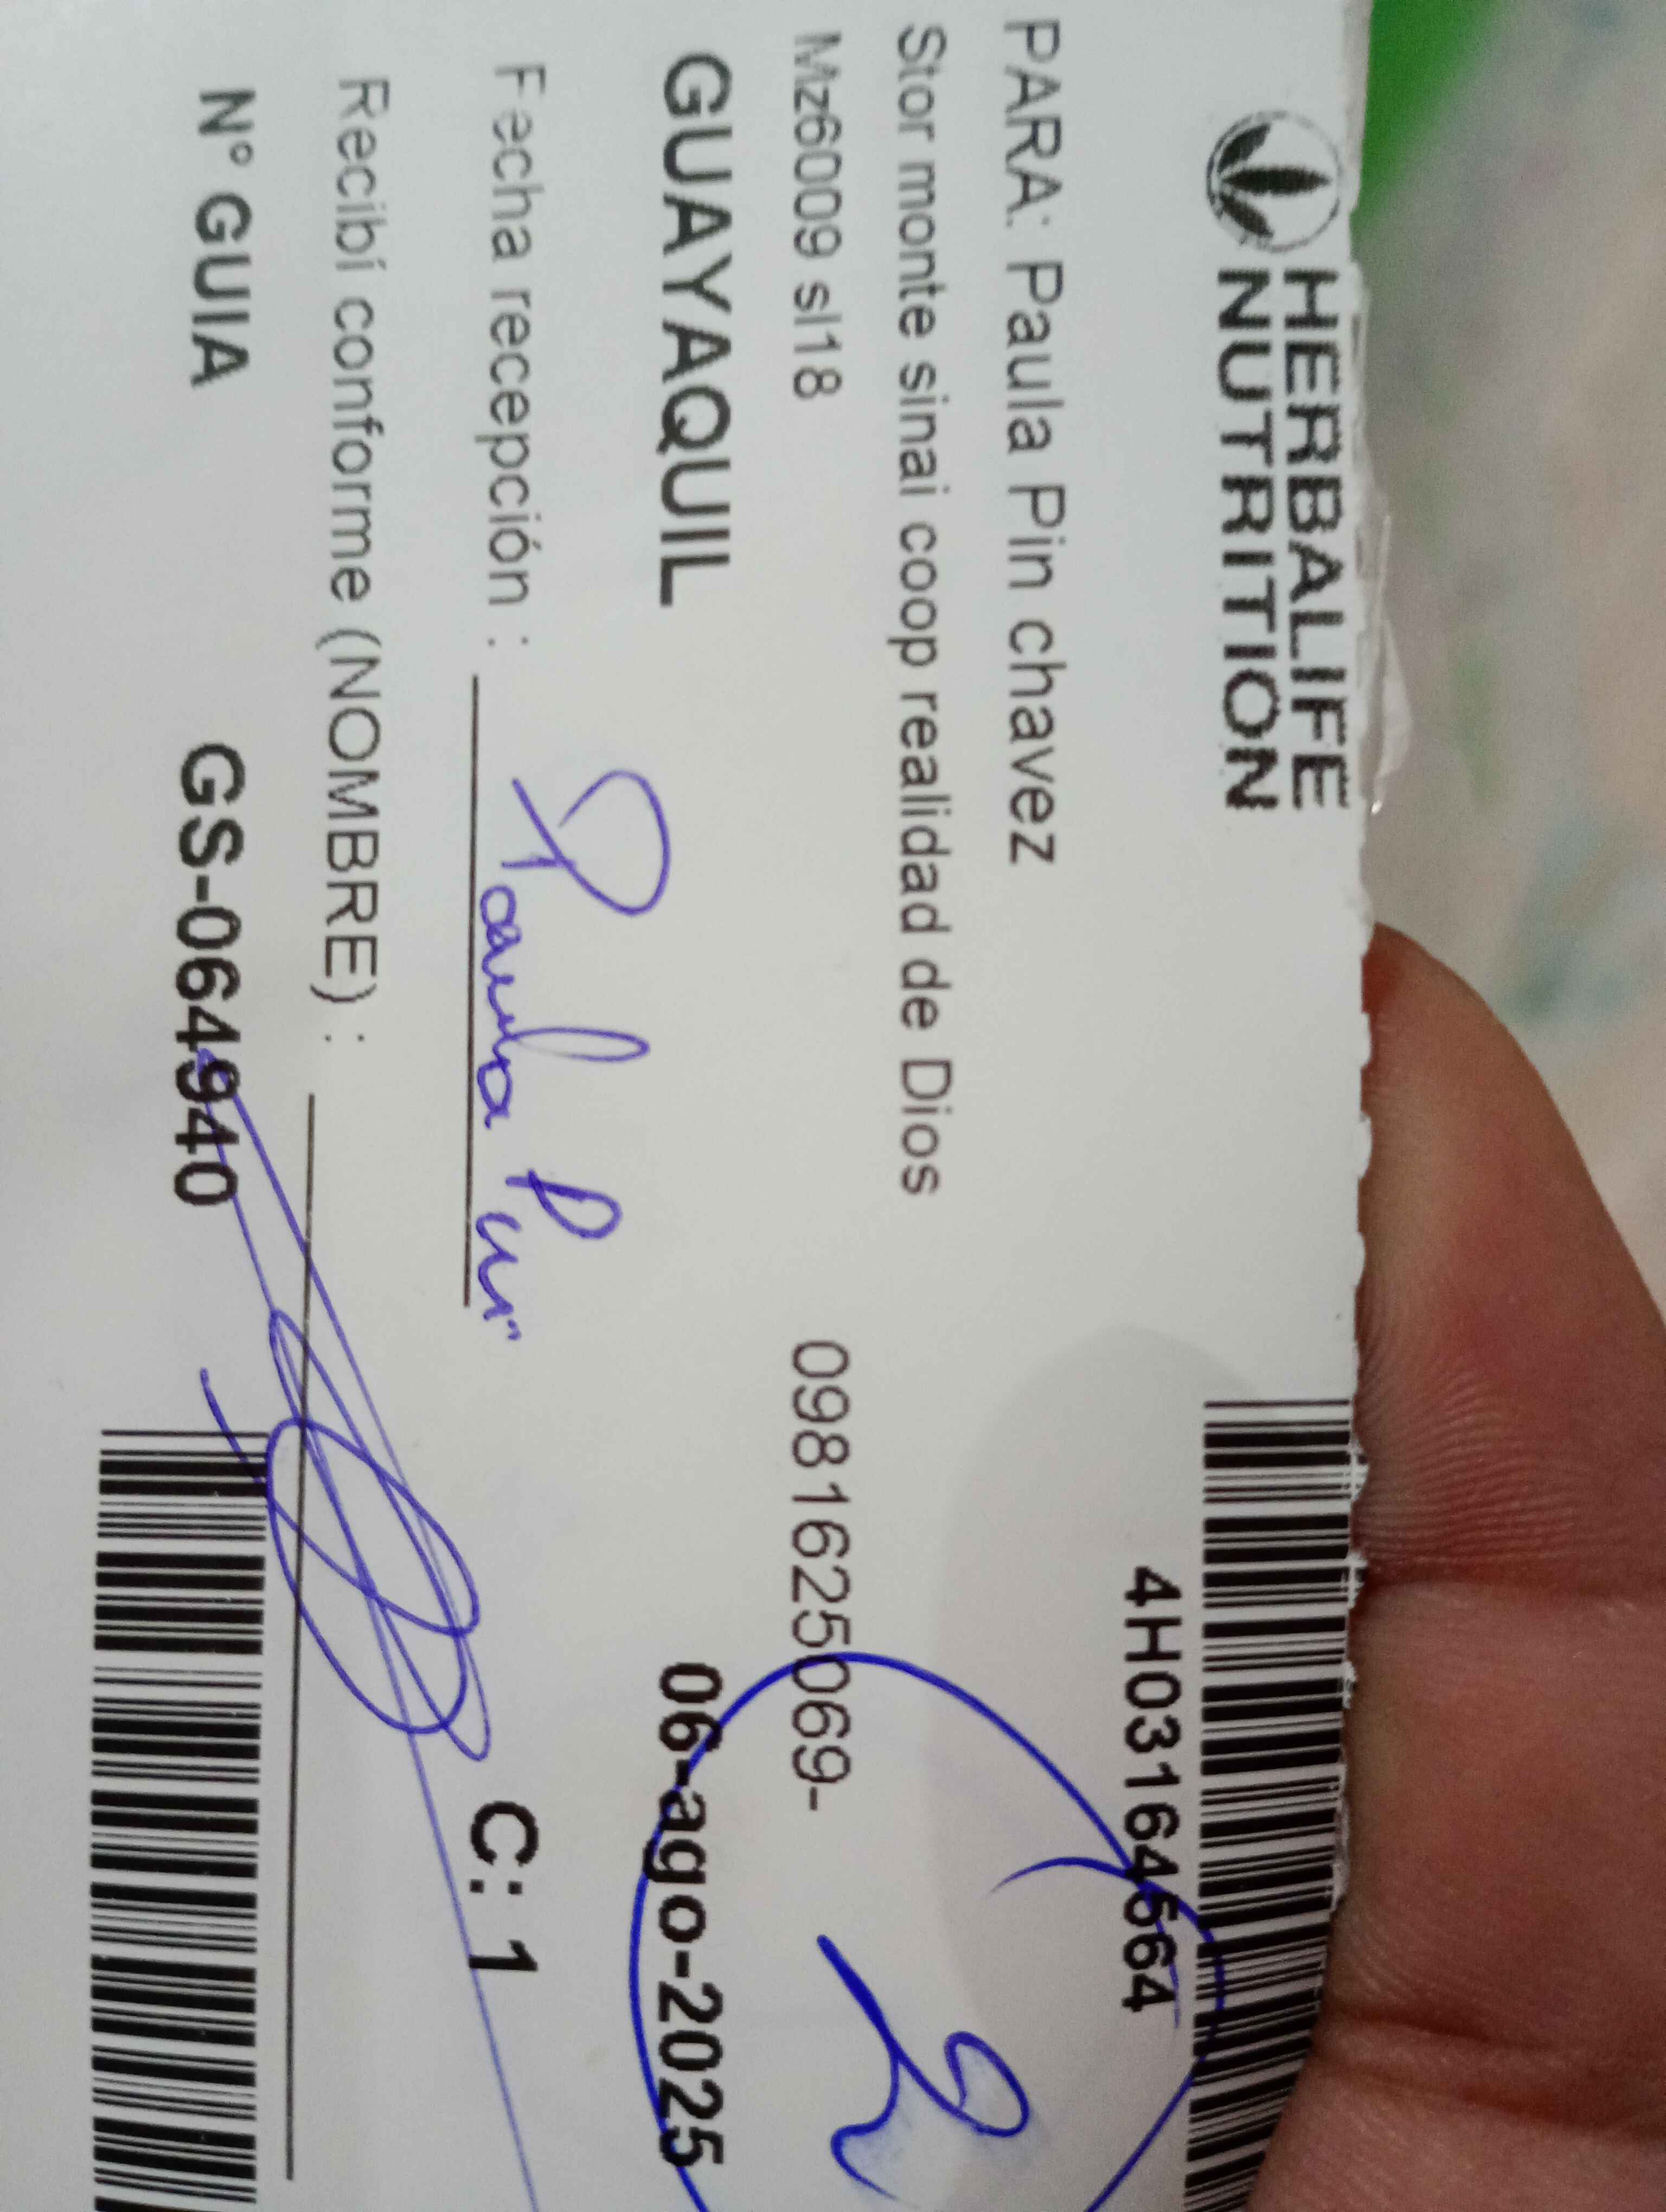 HERBALIFE
NUTRITION
4H03164564
PARA: Paula Pin chavez
Stor monte sinai coop realidad de Dios
Mz6009 sl18 0981625069-
GUAYAQUIL 06-ago-2025
Fecha recepción : Paula Pin C: 1
Recibí conforme (NOMBRE) :
N° GUIA GS-064940